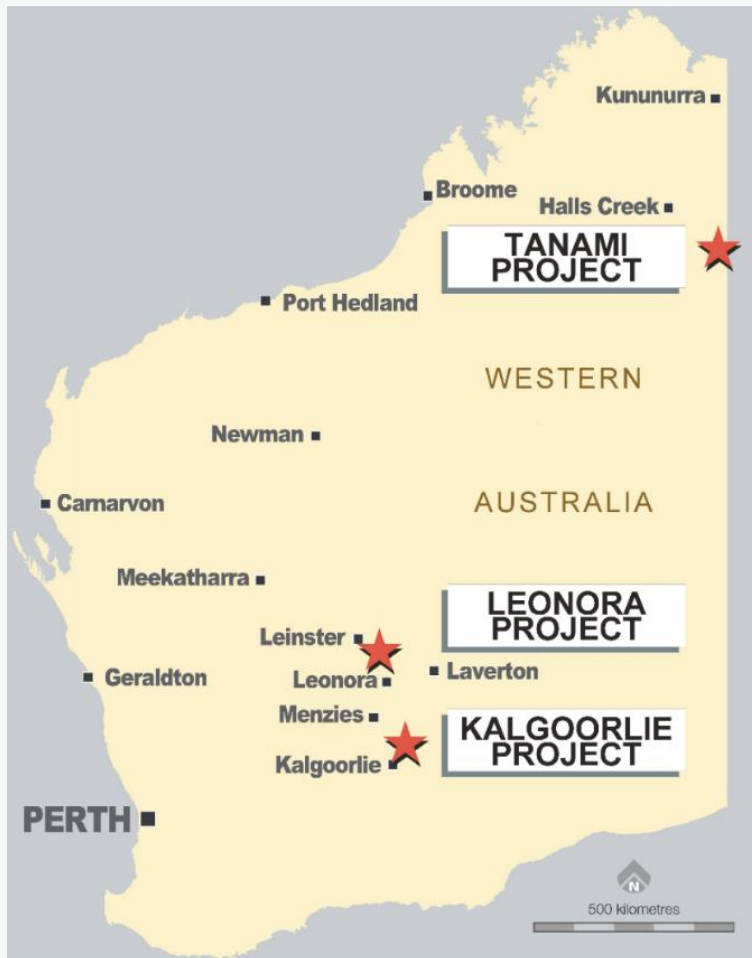 Kununurra
Broome
Halls Creek
TANAMI
PROJECT
Port Hedland
WESTERN
Newman
Carnarvon
AUSTRALIA
Meekatharra
LEONORA
PROJECT
Leinster
Laverton
Geraldton
Leonora
Menzies
KALGOORLIE
PROJECT
Kalgoorlie
PERTH
N
500 kilometres